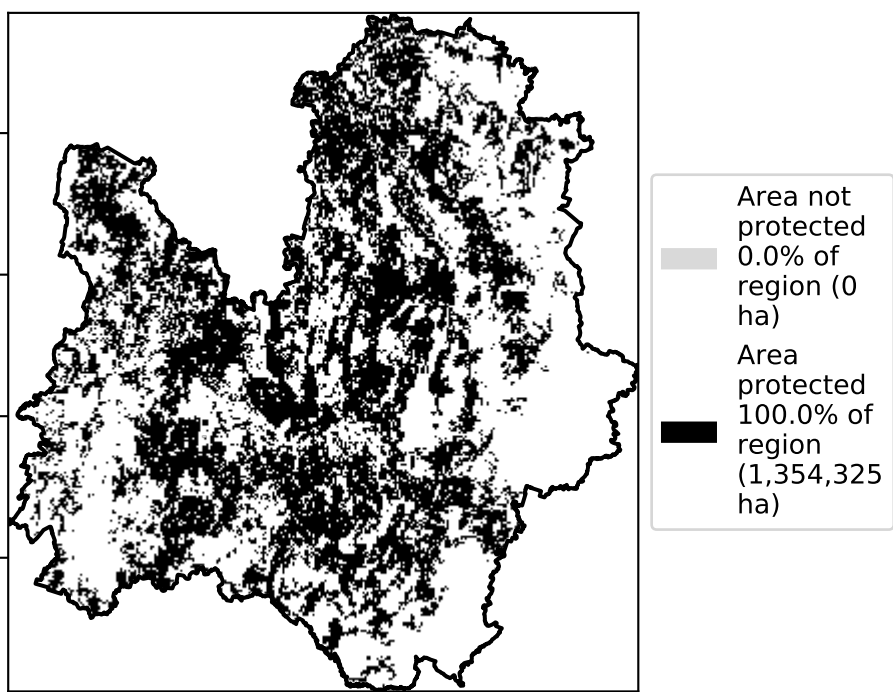 Area not
protected
0.0% of
region (0
ha)
Area
protected
100.0% of
region
(1,354,325
ha)